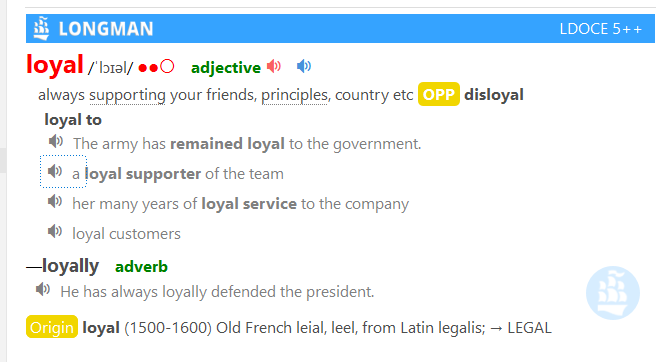 LONGMAN LDOCE 5++
loyal /ˈlɔɪəl/ ●●○ adjective
always supporting your friends, principles, country etc OPP disloyal
loyal to
The army has remained loyal to the government.
a loyal supporter of the team
her many years of loyal service to the company
loyal customers
—loyally adverb
He has always loyally defended the president.
Origin loyal (1500-1600) Old French leial, leel, from Latin legalis; → LEGAL